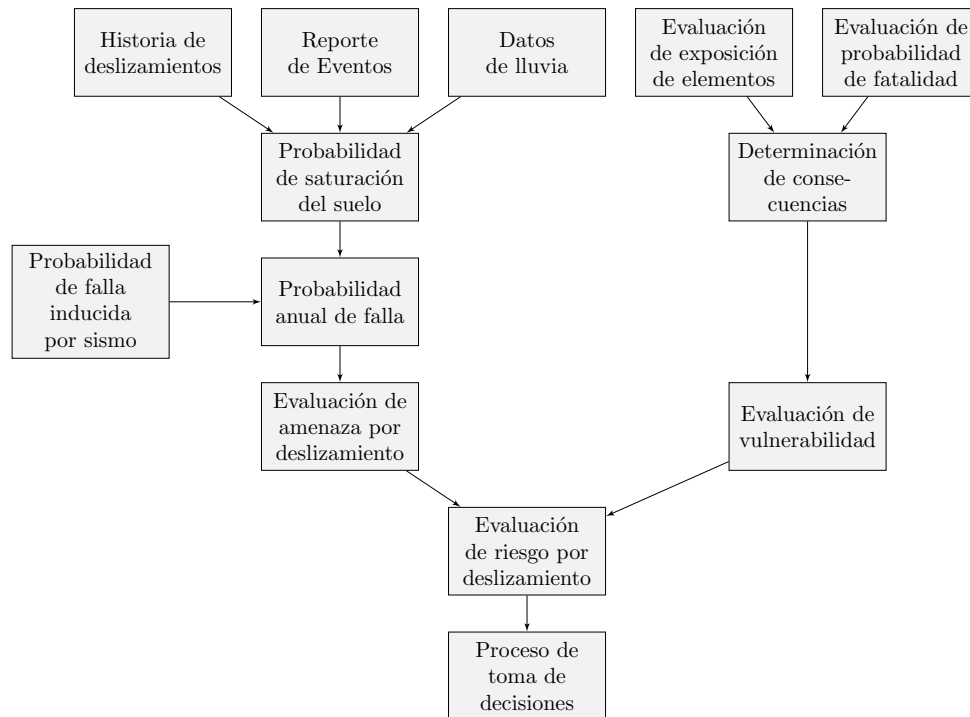 Historia de
deslizamientos
Reporte
de Eventos
Datos
de lluvia
Evaluación
de exposición
de elementos
Evaluación de
probabilidad
de fatalidad
Probabilidad
de saturación
del suelo
Determinación
de conse-
cuencias
Probabilidad
de falla
inducida
por sismo
Probabilidad
anual de falla
Evaluación de
amenaza por
deslizamiento
Evaluación de
vulnerabilidad
Evaluación
de riesgo por
deslizamiento
Proceso de
toma de
decisiones